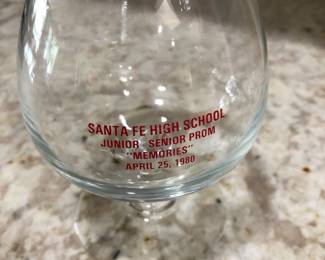 SANTA FE HIGH SCHOOL
JUNIOR - SENIOR PROM
"MEMORIES"
APRIL 25, 1980